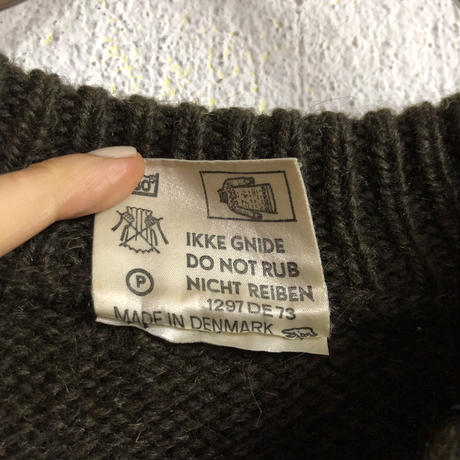 IKKE GNIDE
DO NOT RUB
P
NICHT REIBEN
1297 DE 73
MADE IN DENMARK